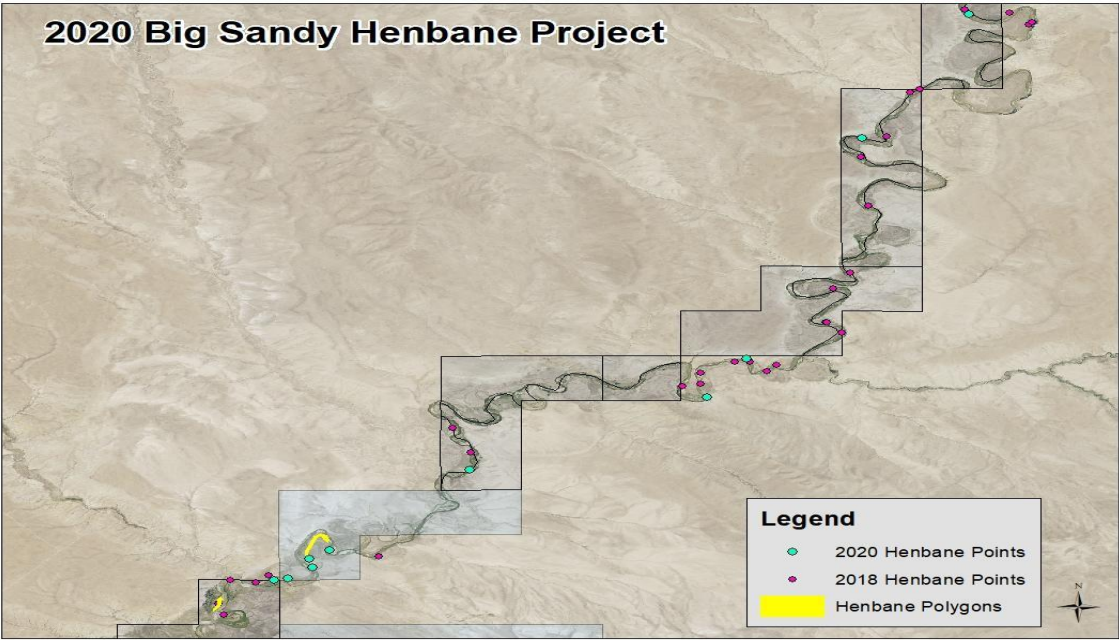 2020 Big Sandy Henbane Project
Legend
2020 Henbane Points
2018 Henbane Points
Henbane Polygons
N